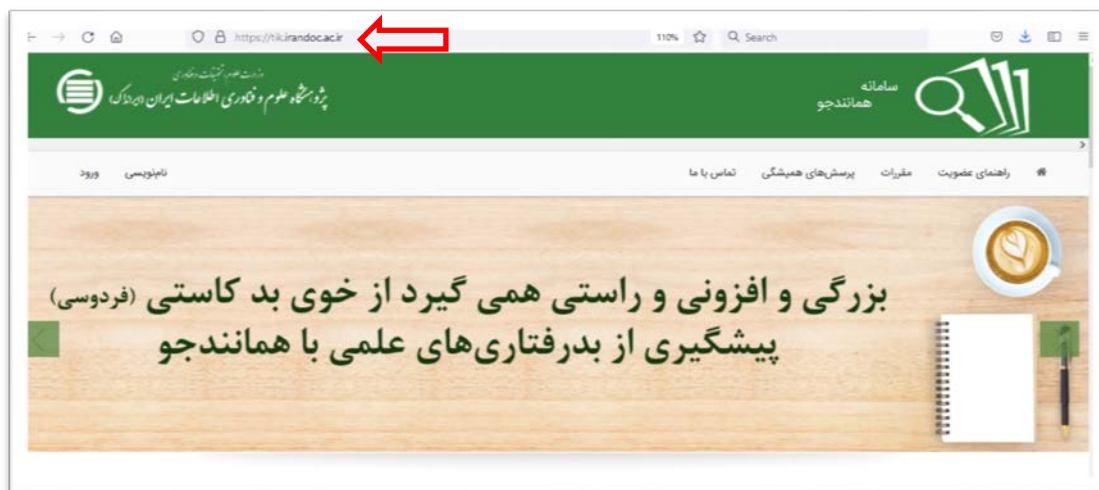 https://tik.irandoc.ac.ir
110%
Search
سامانه
همانندجو
وزارت علوم، تحقیقات و فناوری
پژوهشگاه علوم و فناوری اطلاعات ایران (ایرانداک)
راهنمای عضویت
مقررات
پرسش‌های همیشگی
تماس با ما
نام‌نویسی
ورود
بزرگی و افزونی و راستی همی گیرد از خوی بد کاستی (فردوسی)
پیشگیری از بدرفتاری‌های علمی با همانندجو